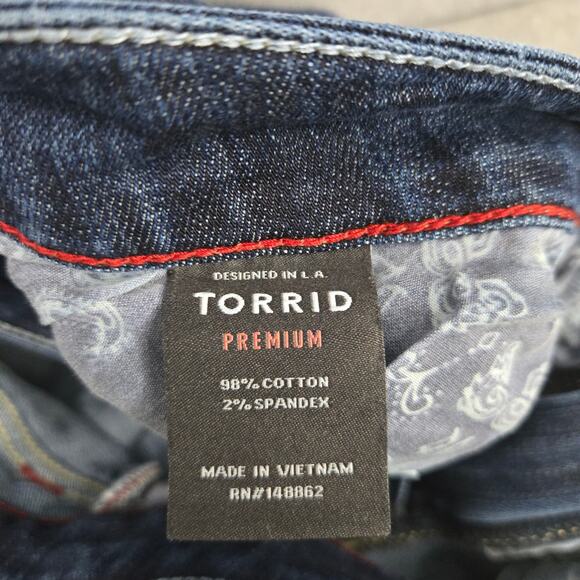 DESIGNED IN L.A.
TORRID
PREMIUM
98% COTTON
2% SPANDEX
MADE IN VIETNAM
RN#148862